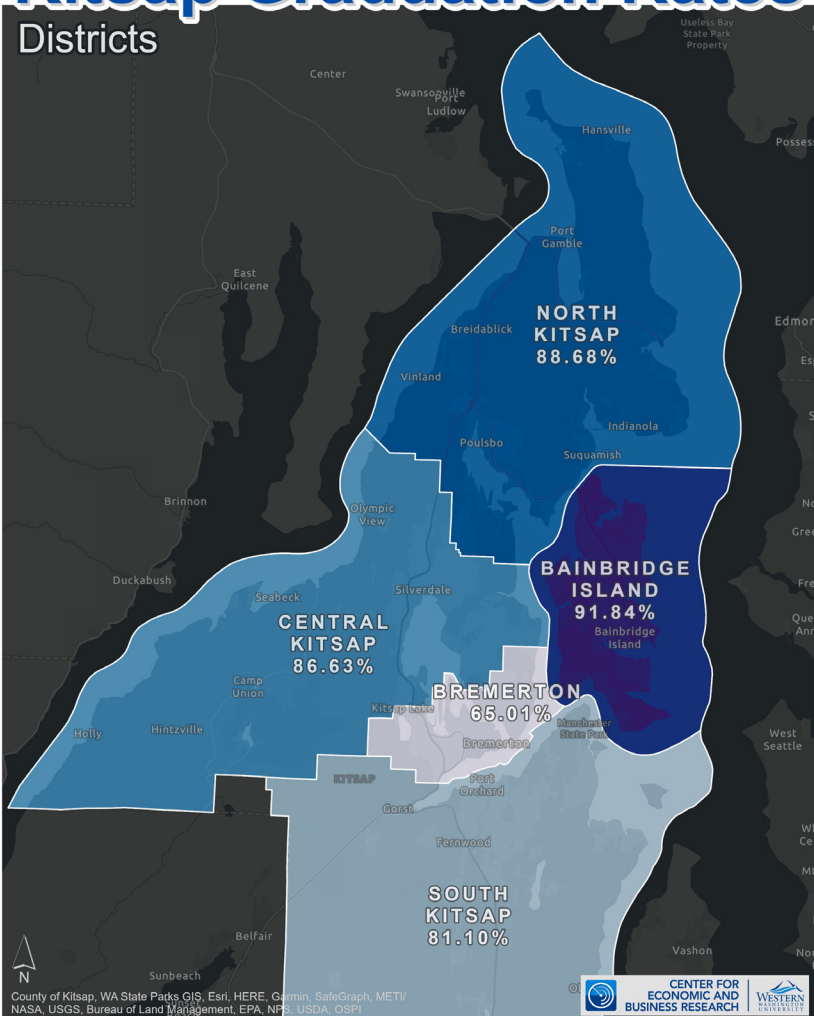 Kitsap Graduation Rates
Districts
Useless Bay
State Park
Property
Center
Swansonville
Port
Ludlow
Hansville
Port
Gamble
East
Quilcene
NORTH
KITSAP
88.68%
Breidablick
Vinland
Indianola
Poulsbo
Suquamish
Brinnon
Olympic
View
Duckabush
Seabeck
Silverdale
BAINBRIDGE
ISLAND
91.84%
Bainbridge
Island
CENTRAL
KITSAP
86.63%
Camp
Union
BREMERTON
65.01%
Kitsap Lake
Bremerton
Manchester
State Park
Holly
Hintzville
West
Seattle
KITSAP
Port
Orchard
Gorst
Fernwood
SOUTH
KITSAP
81.10%
Belfair
Vashon
Sunbeach
N
County of Kitsap, WA State Parks GIS, Esri, HERE, Garmin, SafeGraph, METI/
NASA, USGS, Bureau of Land Management, EPA, NPS, USDA, OSPI
CENTER FOR
ECONOMIC AND
BUSINESS RESEARCH
WESTERN
WASHINGTON
UNIVERSITY